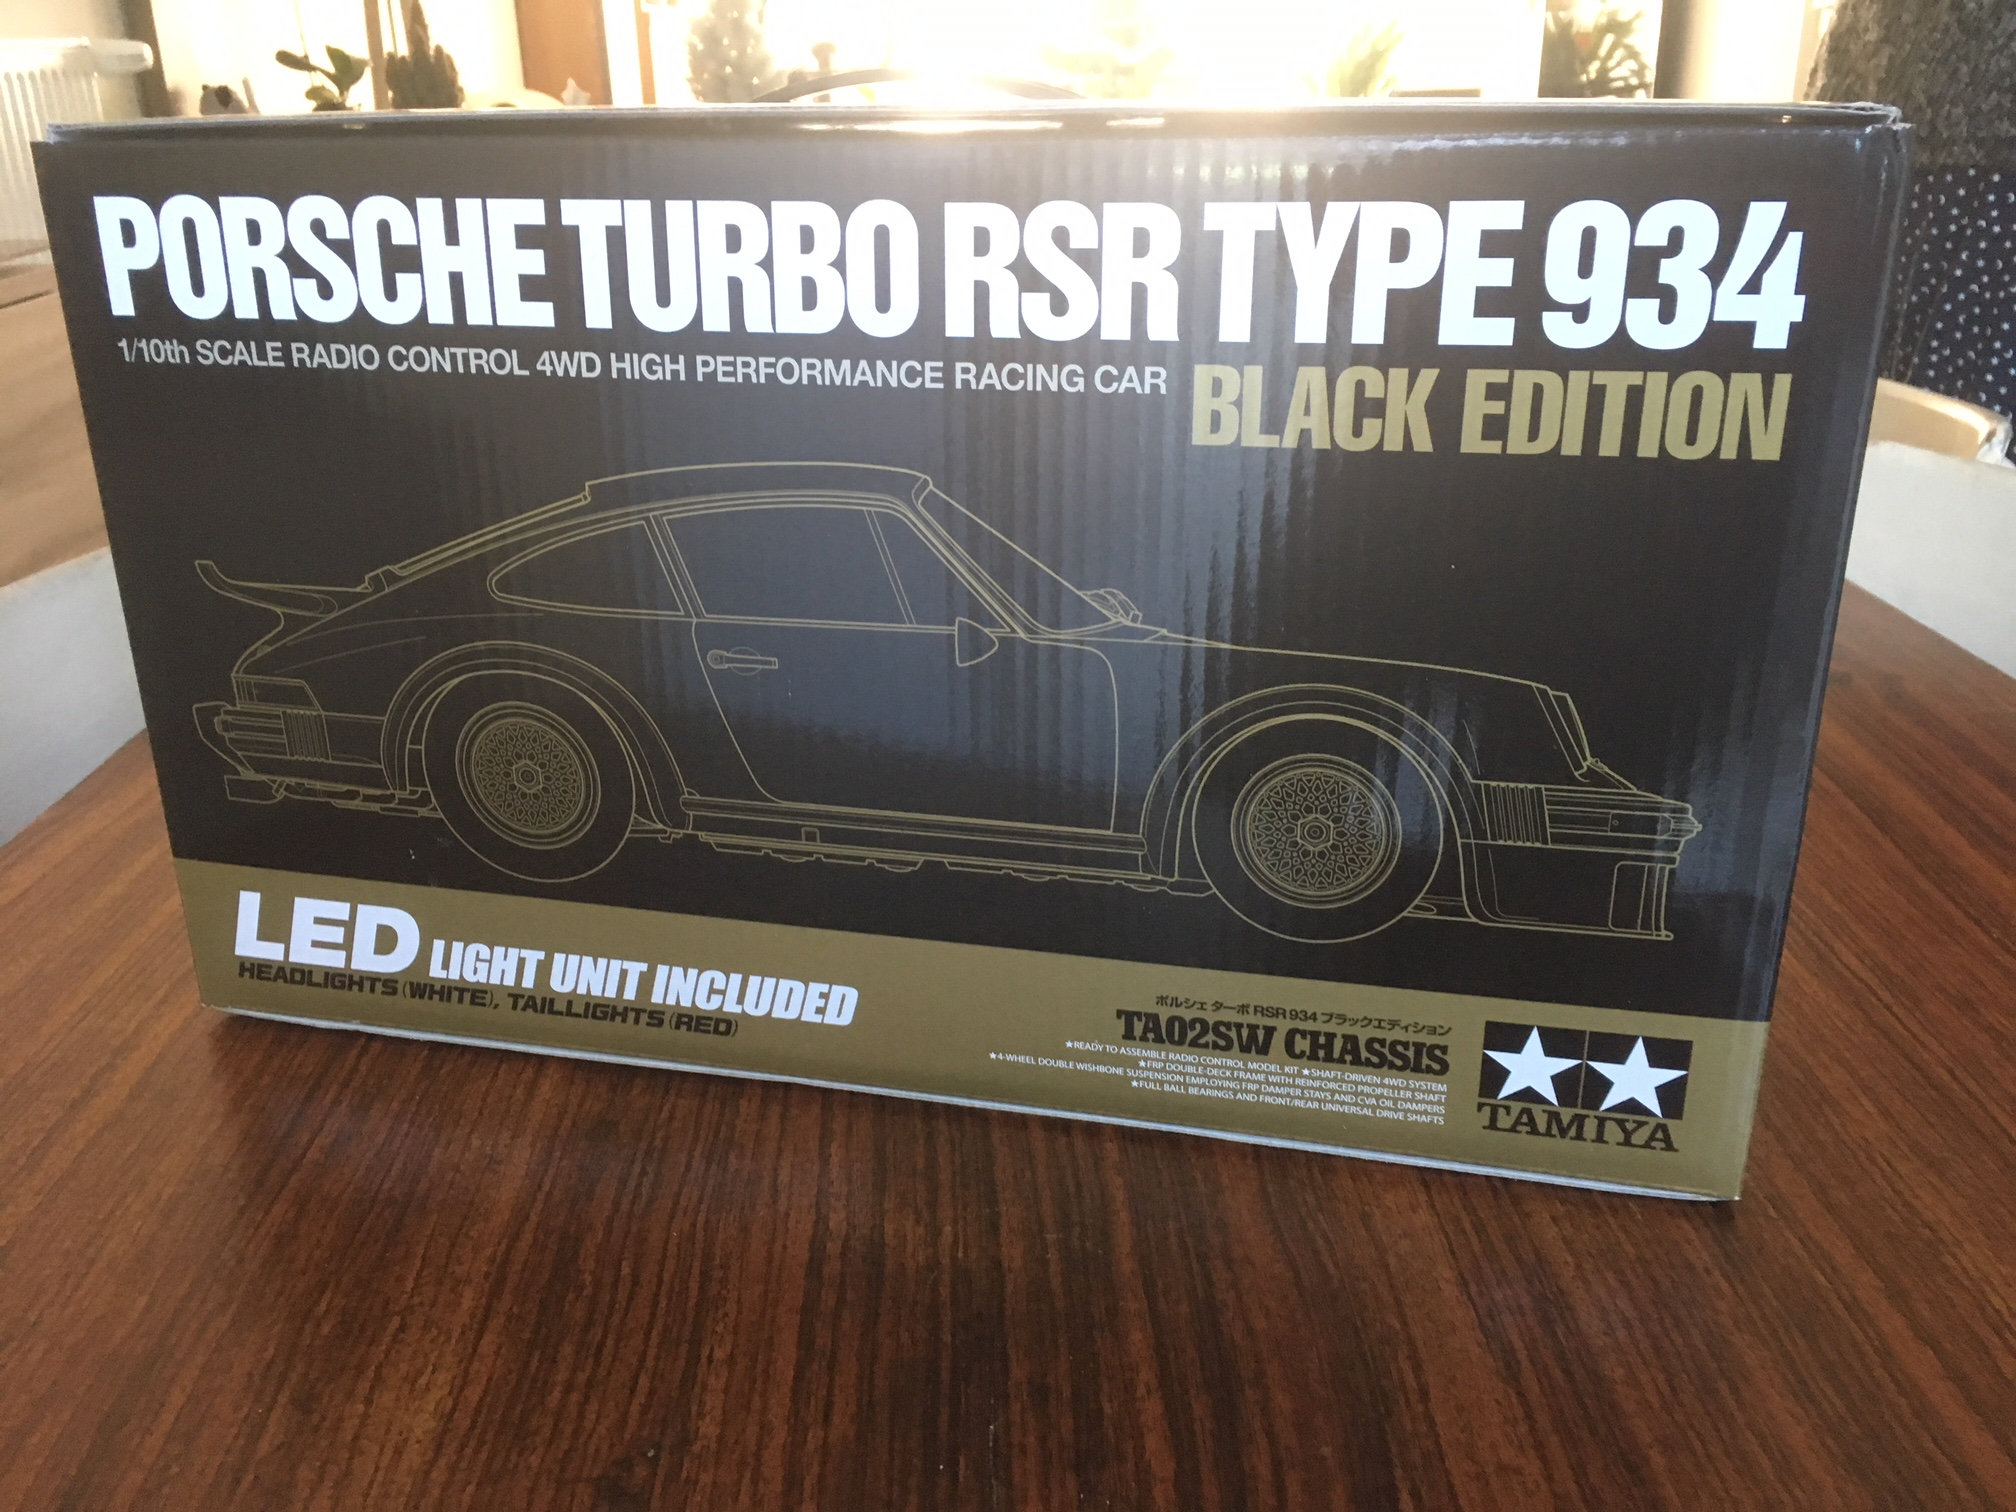 PORSCHE TURBO RSR TYPE 934
1/10th SCALE RADIO CONTROL 4WD HIGH PERFORMANCE RACING CAR
BLACK EDITION
LED LIGHT UNIT INCLUDED
HEADLIGHTS (WHITE), TAILLIGHTS (RED)
ポルシェ ターボ RSR 934 ブラックエディション
TA02SW CHASSIS
★READY TO ASSEMBLE RADIO CONTROL MODEL KIT ★SHAFT-DRIVEN 4WD SYSTEM
★FRP DOUBLE-DECK FRAME WITH REINFORCED PROPELLER SHAFT
★4-WHEEL DOUBLE WISHBONE SUSPENSION EMPLOYING FRP DAMPER STAYS AND CVA OIL DAMPERS
★FULL BALL BEARINGS AND FRONT/REAR UNIVERSAL DRIVE SHAFTS
TAMIYA